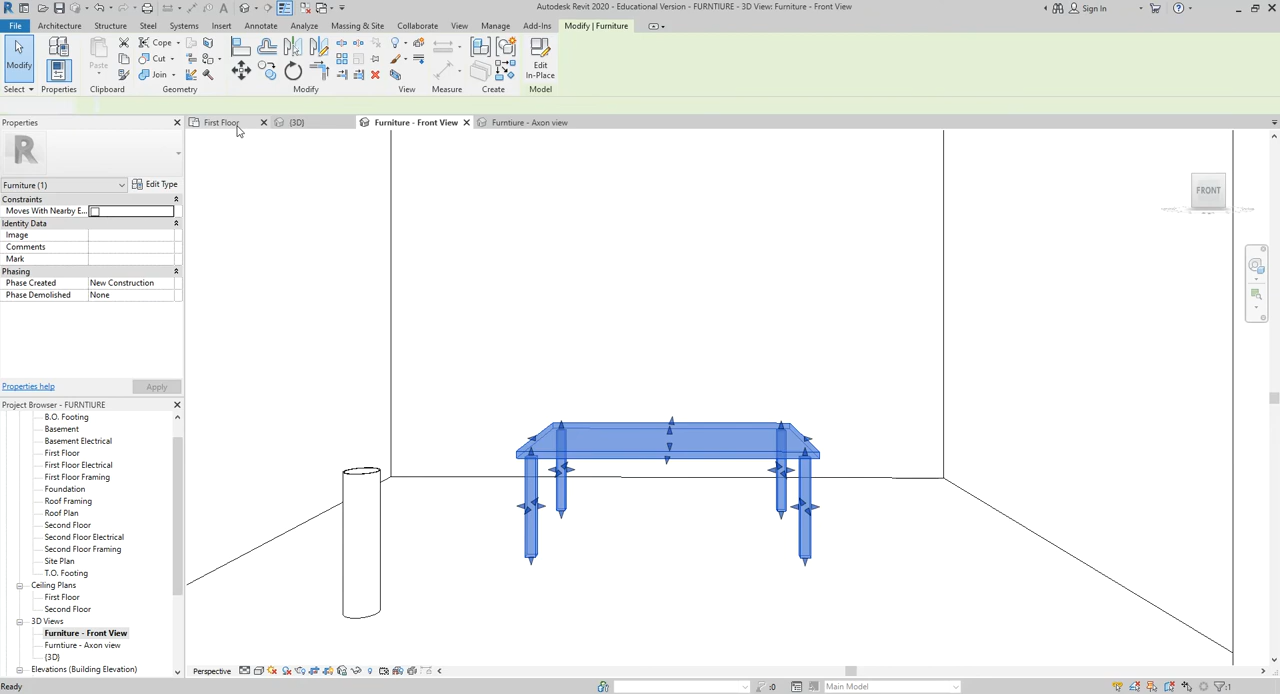 Autodesk Revit 2020 - Educational Version - FURNTIURE - 3D View: Furniture - Front View
Sign In
File Architecture Structure Steel Systems Insert Annotate Analyze Massing & Site Collaborate View Manage Add-Ins Modify | Furniture
Modify
Paste
Cope
Cut
Join
Edit
In-Place
Select Properties Clipboard Geometry Modify View Measure Create Model
Properties
First Floor
{3D}
Furniture - Front View
Furntiure - Axon view
Furniture (1)
Edit Type
Constraints
Moves With Nearby E...
Identity Data
Image
Comments
Mark
Phasing
Phase Created New Construction
Phase Demolished None
FRONT
Properties help
Apply
Project Browser - FURNTIURE
B.O. Footing
Basement
Basement Electrical
First Floor
First Floor Electrical
First Floor Framing
Foundation
Roof Framing
Roof Plan
Second Floor
Second Floor Electrical
Second Floor Framing
Site Plan
T.O. Footing
Ceiling Plans
First Floor
Second Floor
3D Views
Furniture - Front View
Furntiure - Axon view
{3D}
Elevations (Building Elevation)
Perspective
Ready
:0
Main Model
:1